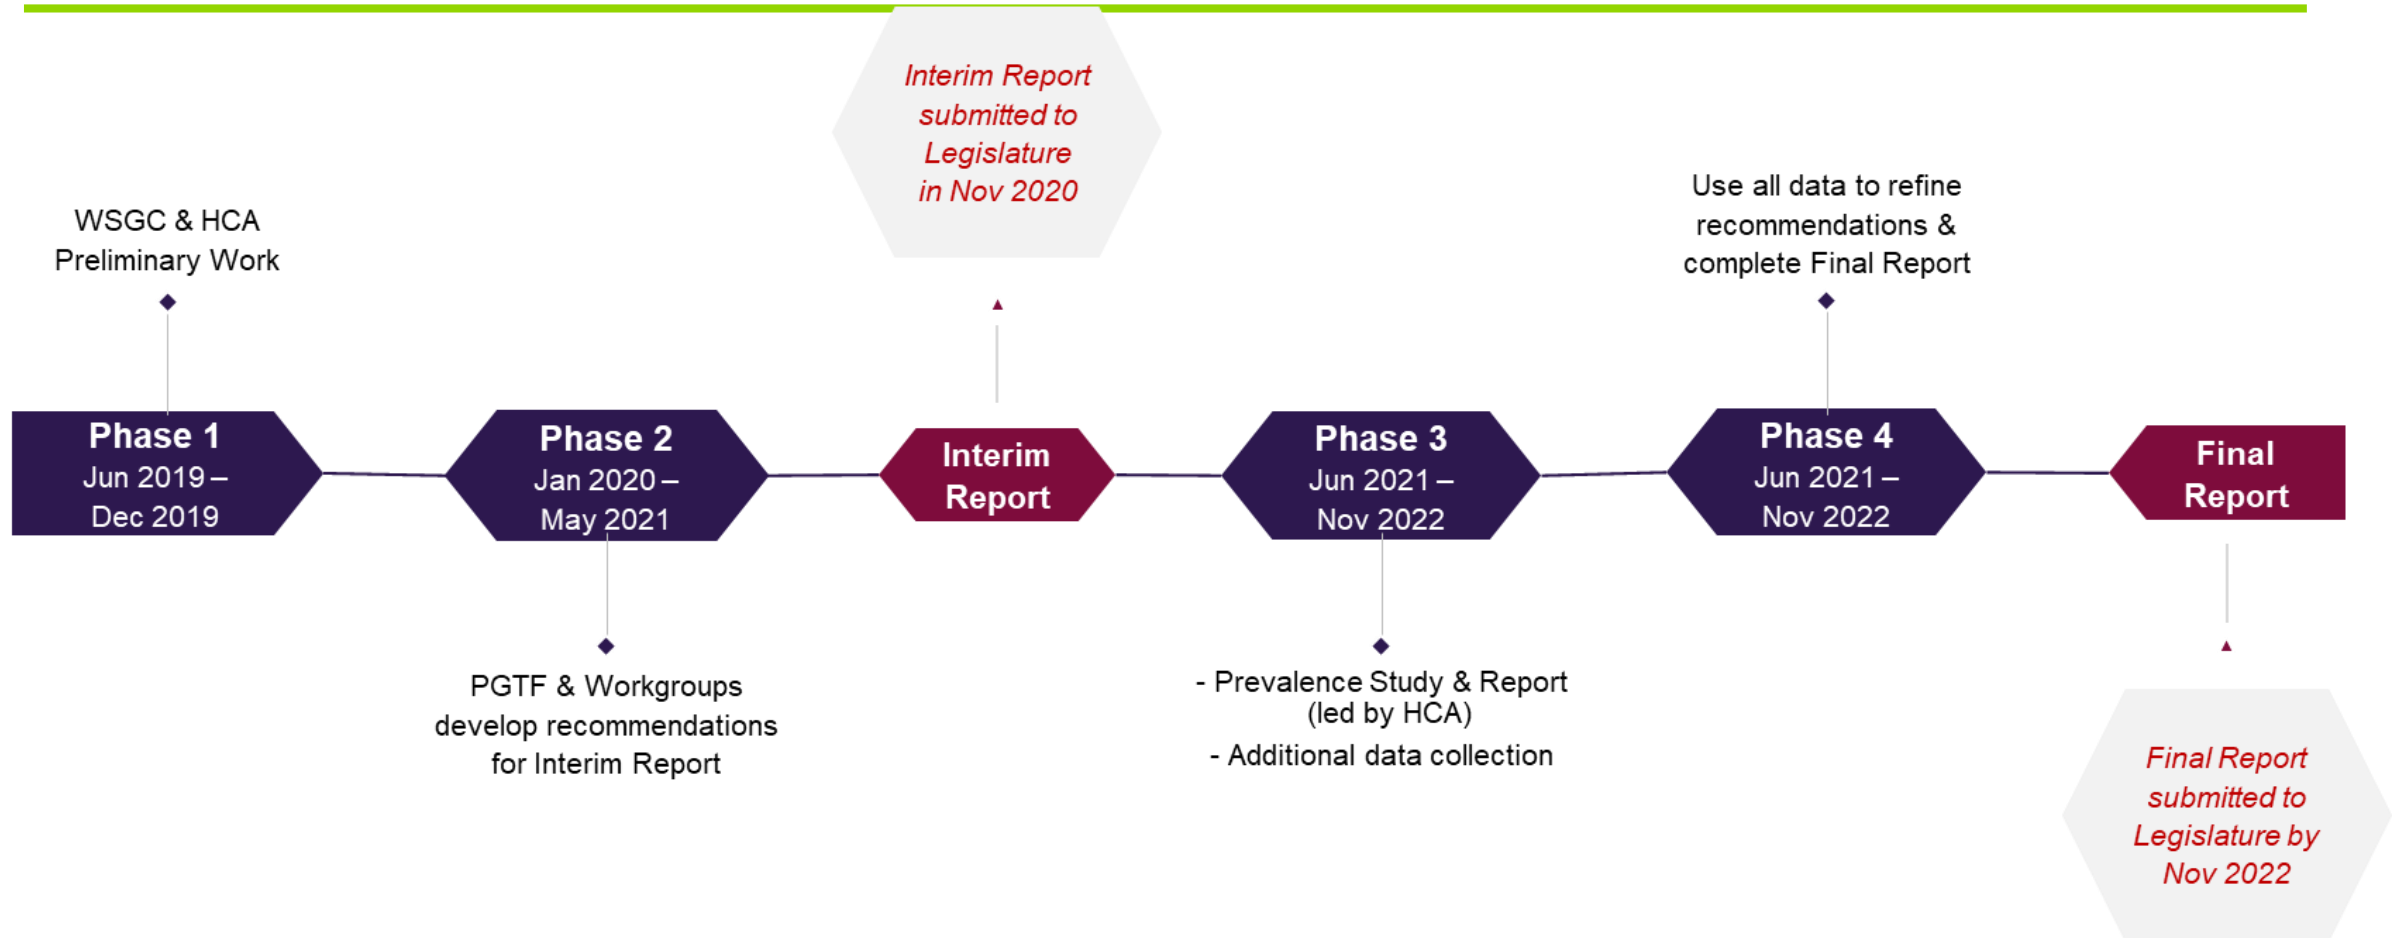 Interim Report
submitted to
Legislature
in Nov 2020
WSGC & HCA
Preliminary Work
Use all data to refine
recommendations &
complete Final Report
Phase 1
Jun 2019 –
Dec 2019
Phase 2
Jan 2020 –
May 2021
Interim
Report
Phase 3
Jun 2021 –
Nov 2022
Phase 4
Jun 2021 –
Nov 2022
Final
Report
PGTF & Workgroups
develop recommendations
for Interim Report
- Prevalence Study & Report
(led by HCA)
- Additional data collection
Final Report
submitted to
Legislature by
Nov 2022